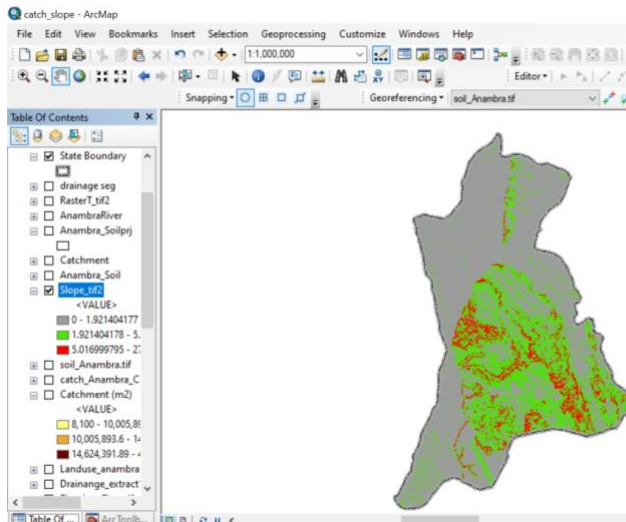 catch_slope - ArcMap
File Edit View Bookmarks Insert Selection Geoprocessing Customize Windows Help
1:1,000,000
Editor
Snapping
Georeferencing
soil_Anambra.tif
Table Of Contents
State Boundary
drainage seg
RasterT_tif2
AnambraRiver
Anambra_Soilprj
Catchment
Anambra_Soil
Slope_tif2
<VALUE>
0 - 1.921404177
1.921404178 - 5.
5.016999795 - 2
soil_Anambra.tif
catch_Anambra_C
Catchment (m2)
<VALUE>
8,100 - 10,005,89
10,005,893.6 - 14
14,624,391.89 - 4
Landuse_anambra
Drainange_extract
Table Of ...
ArcToolb...